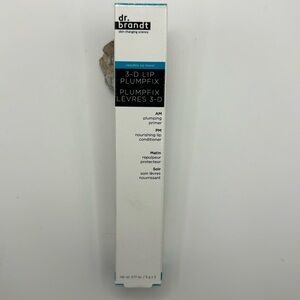 dr.
brandt
skin changing science
3-D LIP
PLUMPFIX
PLUMPFIX
LÈVRES 3-D
AM
plumping
primer
PM
nourishing lip
conditioner
Matin
repulpeur
protecteur
Soir
soin lèvres
nourrissant